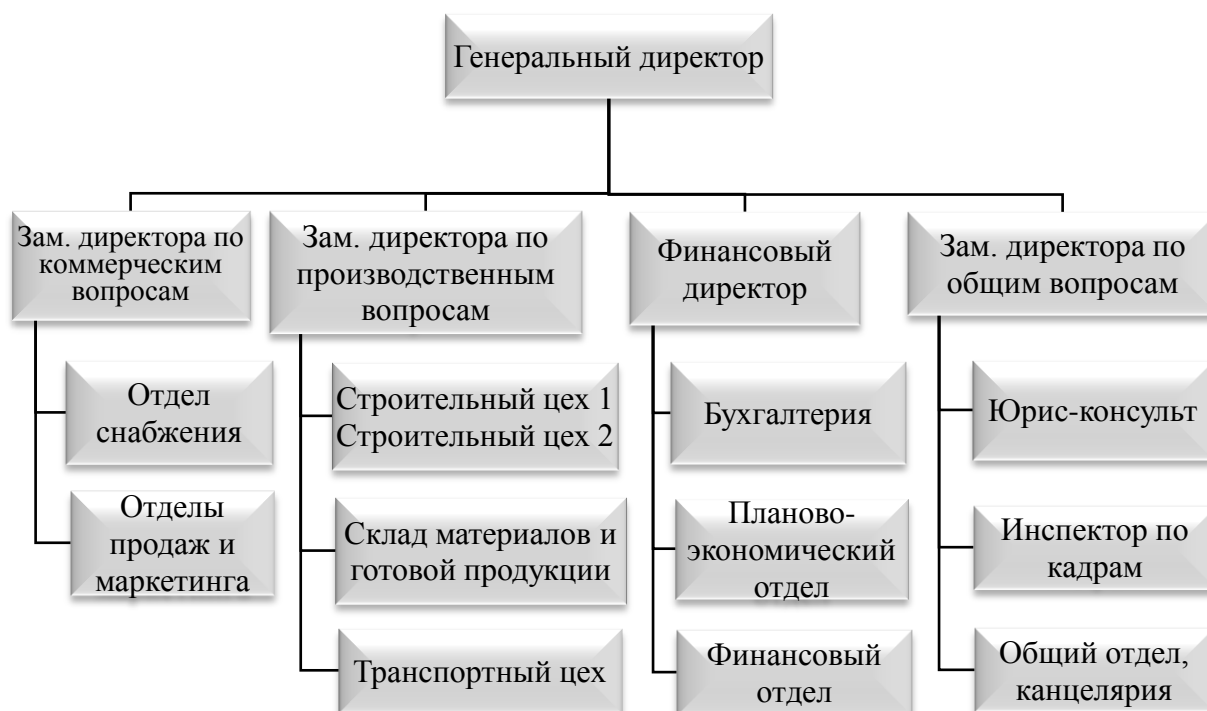 Генеральный директор
Зам. директора по
коммерческим
вопросам
Зам. директора по
производственным
вопросам
Финансовый
директор
Зам. директора по
общим вопросам
Отдел
снабжения
Строительный цех 1
Строительный цех 2
Бухгалтерия
Юрис-консульт
Отделы
продаж и
маркетинга
Склад материалов и
готовой продукции
Планово-
экономический
отдел
Инспектор по
кадрам
Транспортный цех
Финансовый
отдел
Общий отдел,
канцелярия